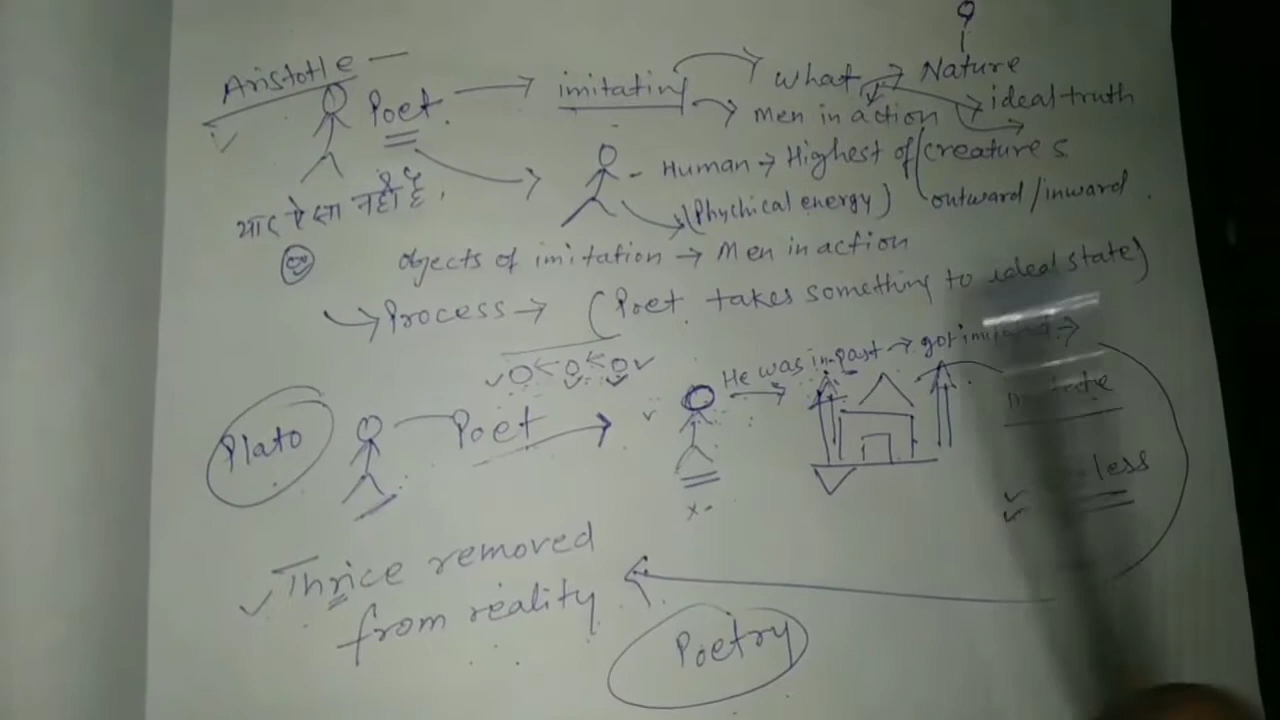 Aristotle —
Poet → imitating → what → Nature
→ ideal truth
→ Men in action
- Human → Highest of creatures
(Phychical energy) outward/inward.
नहीं है,
objects of imitation → Men in action
→ Process → (Poet takes something to ideal state)
He was in past → got imitated →
Plato Poet →
less
Thrice removed
from reality
Poetry